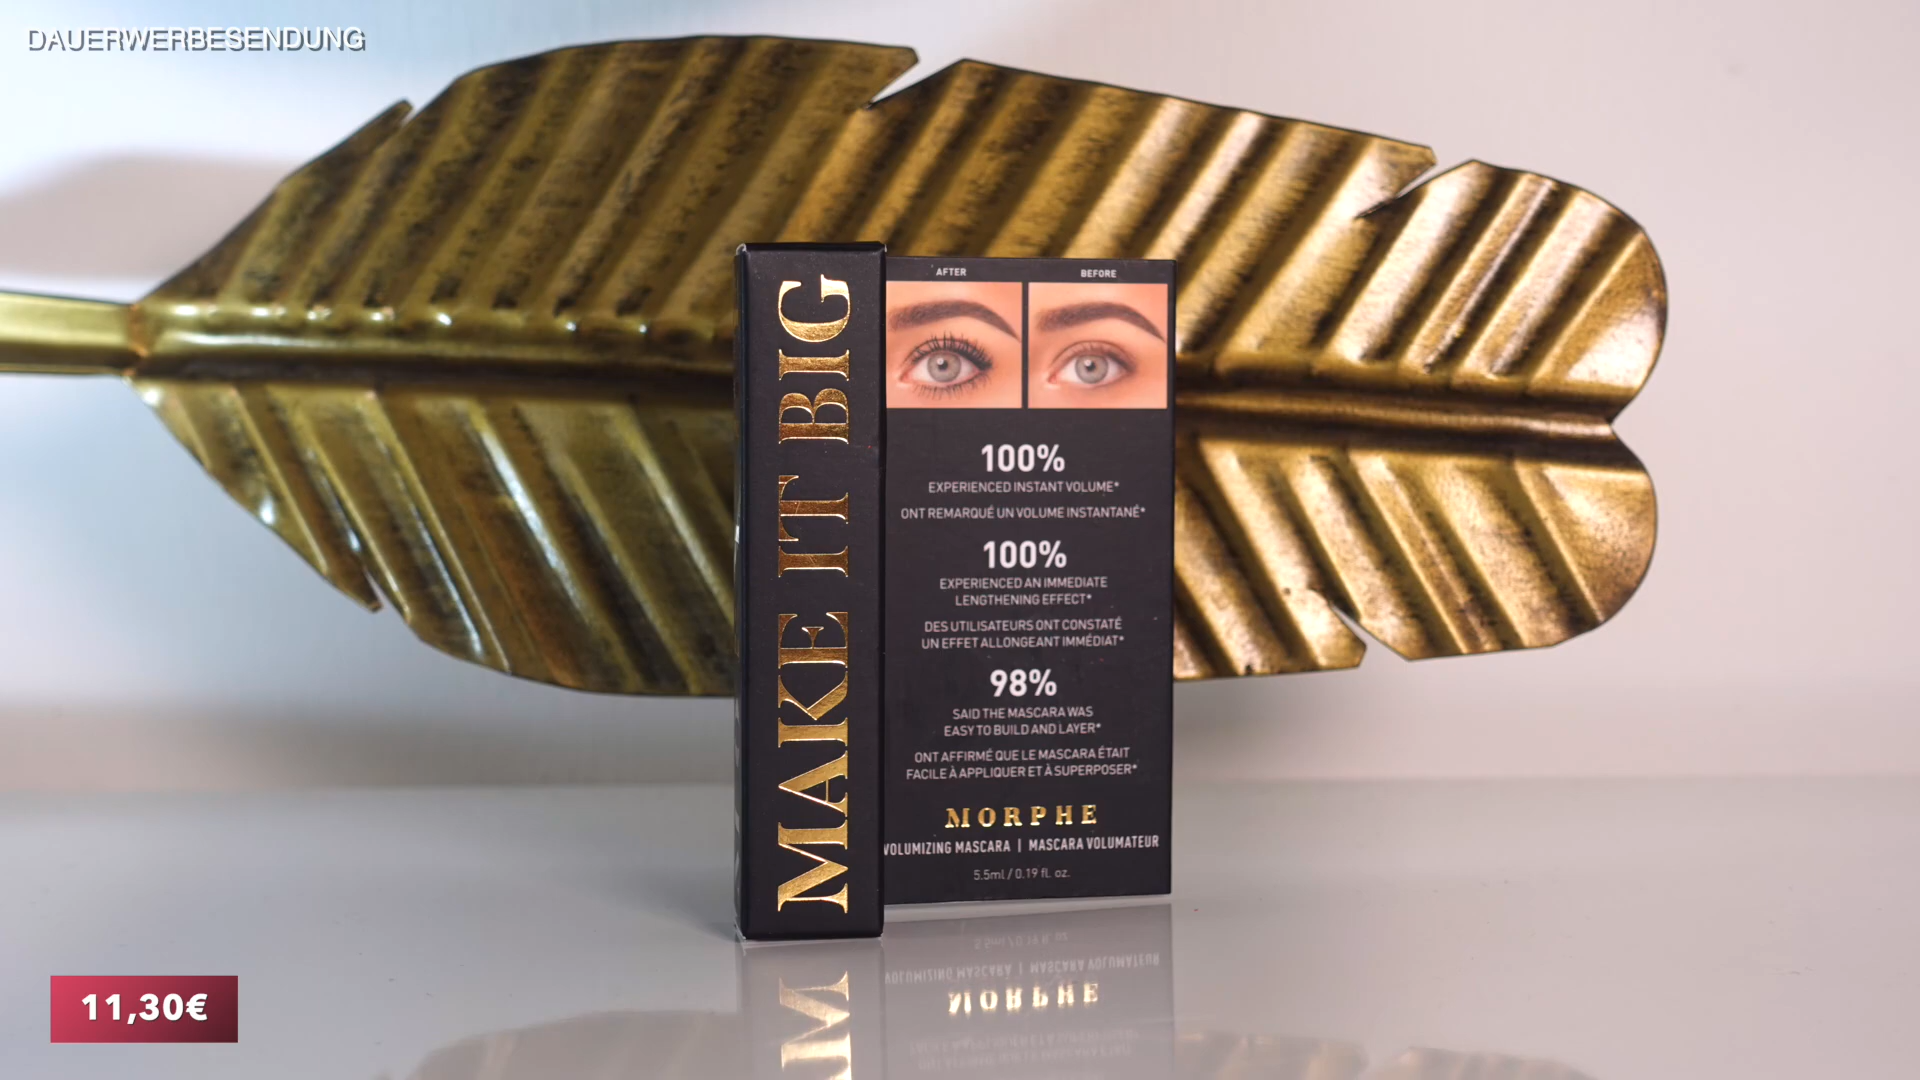 DAUERWERBESENDUNG
MAKE IT BIG
AFTER
BEFORE
100%
EXPERIENCED INSTANT VOLUME*
ONT REMARQUÉ UN VOLUME INSTANTANÉ*
100%
EXPERIENCED AN IMMEDIATE
LENGTHENING EFFECT*
DES UTILISATEURS ONT CONSTATÉ
UN EFFET ALLONGEANT IMMÉDIAT*
98%
SAID THE MASCARA WAS
EASY TO BUILD AND LAYER*
ONT AFFIRMÉ QUE LE MASCARA ÉTAIT
FACILE À APPLIQUER ET À SUPERPOSER*
MORPHE
VOLUMIZING MASCARA | MASCARA VOLUMATEUR
5.5ml / 0.19 fl. oz.
11,30€